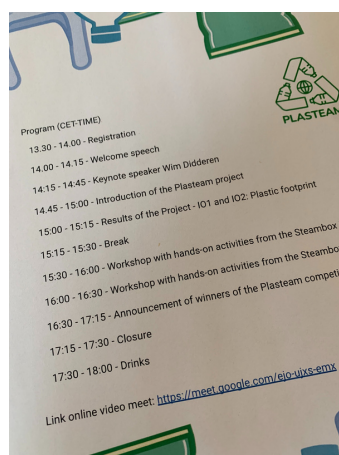 PLASTEAM
Program (CET-TIME)
13.30 - 14.00 - Registration
14.00 - 14.15 - Welcome speech
14:15 - 14:45 - Keynote speaker Wim Didderen
14.45 - 15:00 - Introduction of the Plasteam project
15:00 - 15:15 - Results of the Project - IO1 and IO2: Plastic footprint
15:15 - 15:30 - Break
15:30 - 16:00 - Workshop with hands-on activities from the Steambox
16:00 - 16:30 - Workshop with hands-on activities from the Steambo
16:30 - 17:15 - Announcement of winners of the Plasteam competi
17:15 - 17:30 - Closure
17:30 - 18:00 - Drinks
Link online video meet: https://meet.google.com/ejo-ujxs-emx